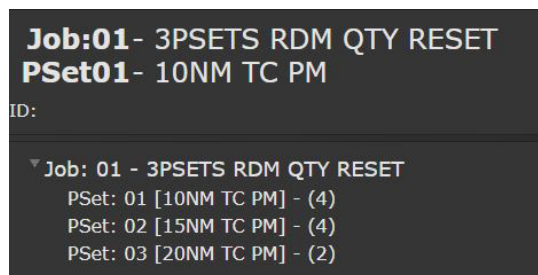 Job:01- 3PSETS RDM QTY RESET
PSet01- 10NM TC PM
ID:
Job: 01 - 3PSETS RDM QTY RESET
PSet: 01 [10NM TC PM] - (4)
PSet: 02 [15NM TC PM] - (4)
PSet: 03 [20NM TC PM] - (2)